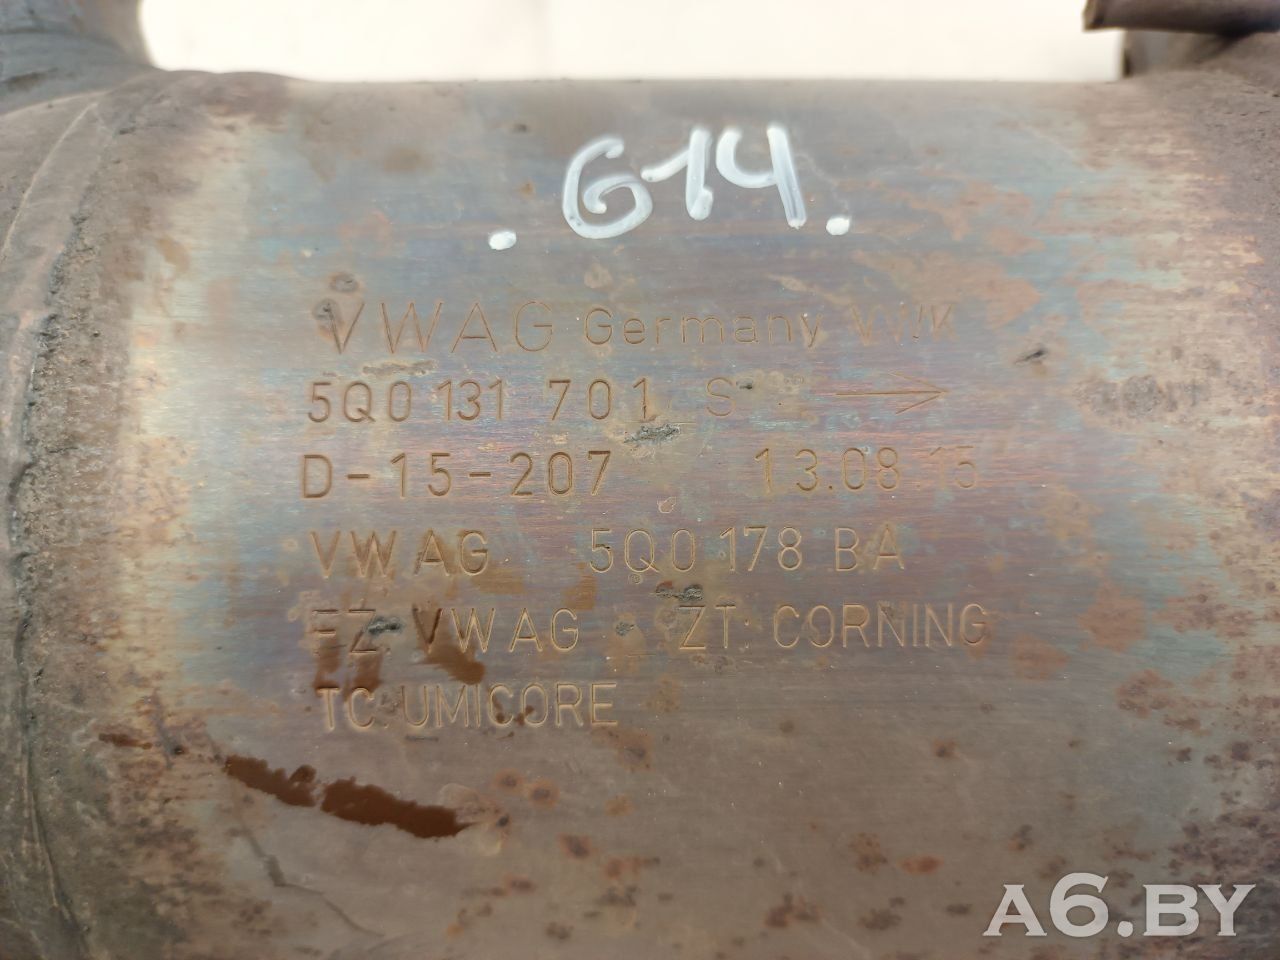 .614.
VWAG Germany VWK
5Q0 131 701 S →
D-15-207 13.08.15
VWAG 5Q0 178 BA
EZ: VWAG ZT: CORNING
TC: UMICORE
A6.BY